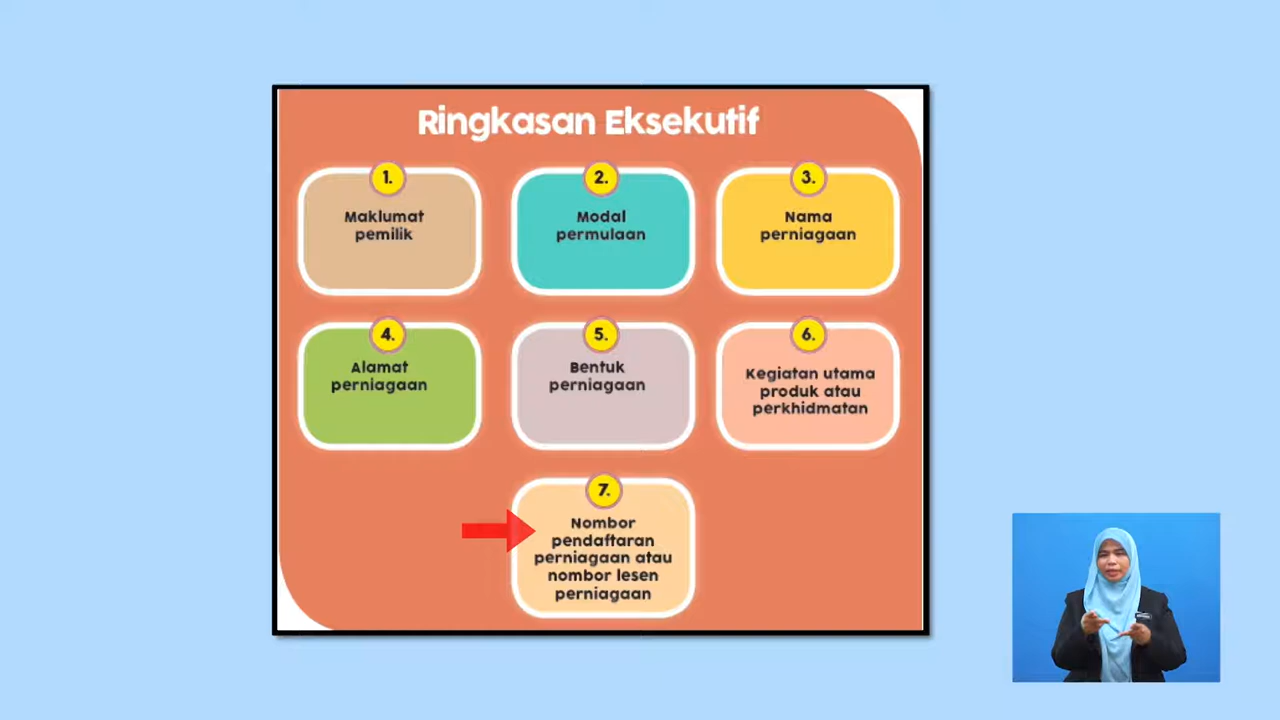 Ringkasan Eksekutif
1.
Maklumat
pemilik
2.
Modal
permulaan
3.
Nama
perniagaan
4.
Alamat
perniagaan
5.
Bentuk
perniagaan
6.
Kegiatan utama
produk atau
perkhidmatan
7.
Nombor
pendaftaran
perniagaan atau
nombor lesen
perniagaan